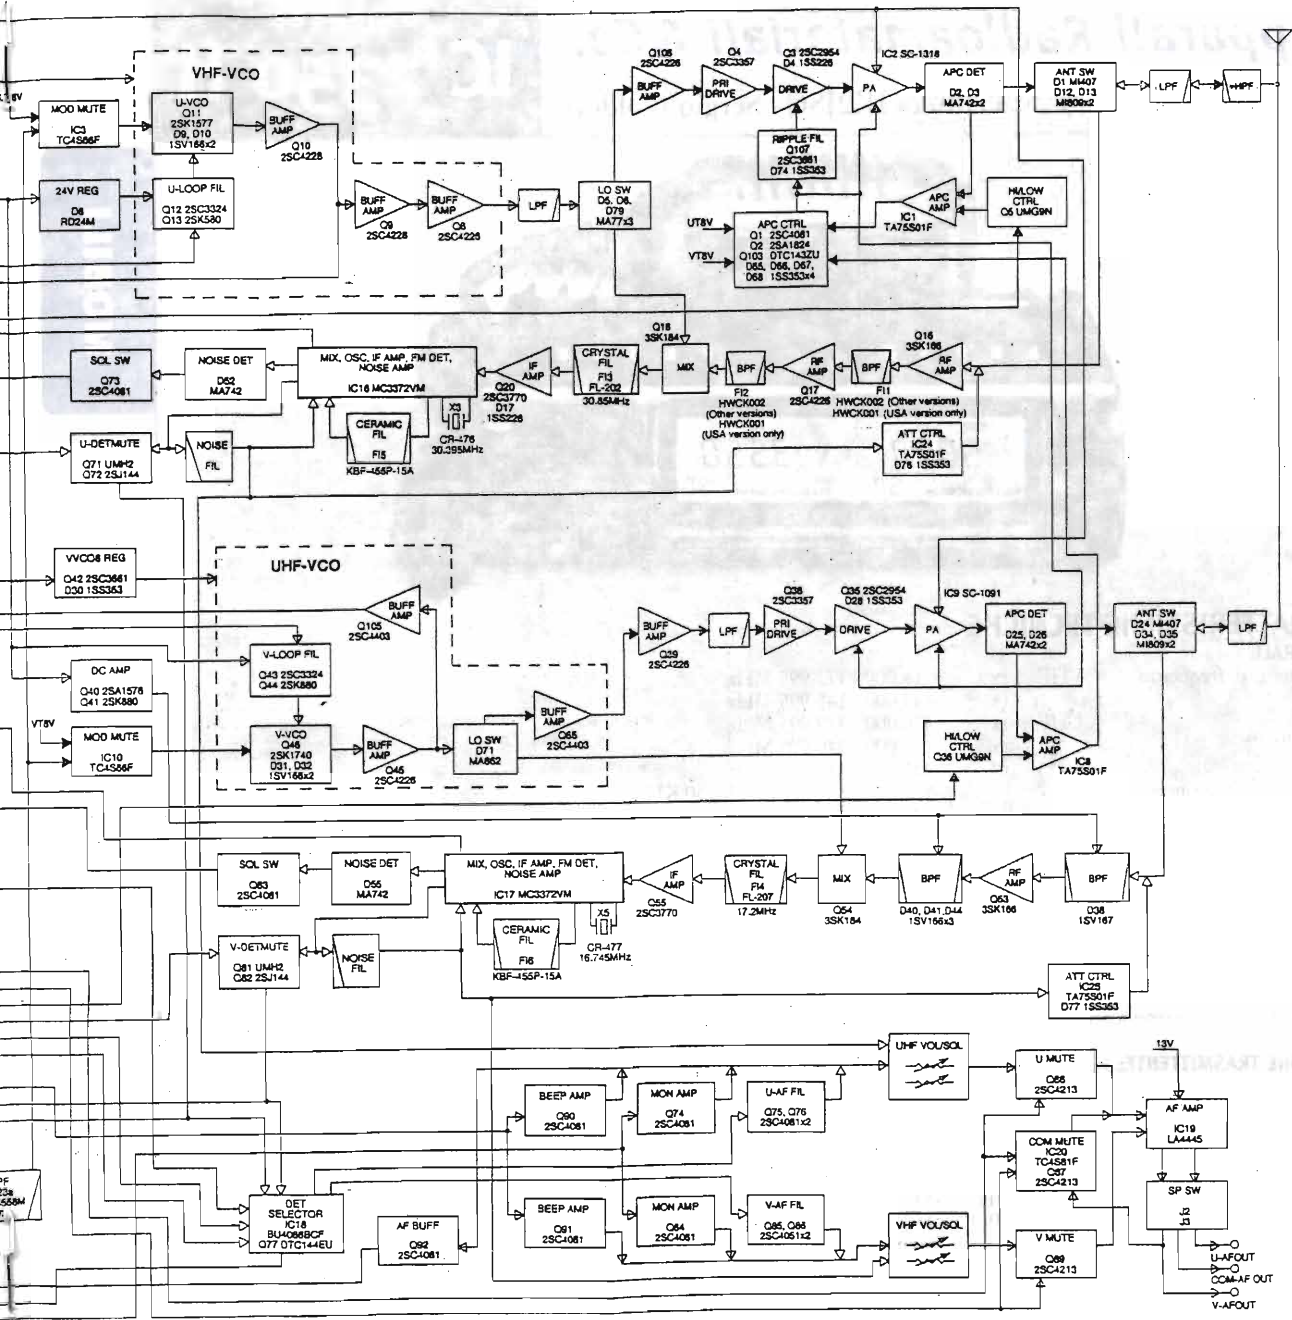 VHF-VCO
MOD MUTE
IC3
TC4S66F
U-VCO
Q11
2SK1577
D9, D10
1SV166x2
BUFF
AMP
Q10
2SC4228
24V REG
D6
RD24M
U-LOOP FIL
Q12 2SC3324
Q13 2SK580
BUFF
AMP
Q9
2SC4228
BUFF
AMP
Q8
2SC4226
LPF
LO SW
D5, D6,
D79
MA77x3
Q106
2SC4226
BUFF
AMP
Q4
2SC3357
PRI
DRIVE
Q3 2SC2954
D4 1SS226
DRIVE
IC2 SC-1318
PA
APC DET
D2, D3
MA742x2
ANT SW
D1 MI407
D12, D13
MI809x2
LPF
HPF
RIPPLE FIL
Q107
2SC3661
D74 1SS353
UT8V
VT8V
APC CTRL
Q1 2SC4081
Q2 2SA1824
Q103 DTC143ZU
D65, D66, D67,
D68 1SS353x4
APC
AMP
IC1
TA75S01F
HI/LOW
CTRL
Q5 UMG9N
SQL SW
Q73
2SC4081
NOISE DET
D62
MA742
MIX, OSC, IF AMP, FM DET,
NOISE AMP
IC16 MC3372VM
IF
AMP
Q20
2SC3770
D17
1SS226
CRYSTAL
FIL
FI3
FL-202
30.85MHz
Q18
3SK184
MIX
BPF
FI2
HWCK002
(Other versions)
HWCK001
(USA version only)
RF
AMP
Q17
2SC4226
BPF
FI1
HWCK002 (Other versions)
HWCK001 (USA version only)
Q16
3SK166
RF
AMP
U-DETMUTE
Q71 UMH2
Q72 2SJ144
NOISE
FIL
CERAMIC
FIL
FI5
KBF-455P-15A
X3
CR-476
30.395MHz
ATT CTRL
IC24
TA75S01F
D76 1SS353
VVCO8 REG
Q42 2SC3661
D30 1SS353
UHF-VCO
BUFF
AMP
Q105
2SC4403
V-LOOP FIL
Q43 2SC3324
Q44 2SK880
DC AMP
Q40 2SA1576
Q41 2SK880
VT8V
MOD MUTE
IC10
TC4S66F
V-VCO
Q46
2SK1740
D31, D32
1SV166x2
BUFF
AMP
Q45
2SC4226
LO SW
D71
MA862
BUFF
AMP
Q65
2SC4403
BUFF
AMP
Q39
2SC4226
LPF
Q38
2SC3357
PRI
DRIVE
Q35 2SC2954
D28 1SS353
DRIVE
IC9 SC-1091
PA
APC DET
D25, D26
MA742x2
ANT SW
D24 MI407
D34, D35
MI809x2
LPF
HI/LOW
CTRL
Q36 UMG9N
APC
AMP
IC8
TA75S01F
SQL SW
Q63
2SC4081
NOISE DET
D55
MA742
MIX, OSC, IF AMP, FM DET,
NOISE AMP
IC17 MC3372VM
IF
AMP
Q55
2SC3770
CRYSTAL
FIL
FI4
FL-207
17.2MHz
MIX
Q54
3SK184
BPF
D40, D41, D44
1SV166x3
RF
AMP
Q53
3SK166
BPF
D38
1SV167
V-DETMUTE
Q81 UMH2
Q82 2SJ144
NOISE
FIL
CERAMIC
FIL
FI6
KBF-455P-15A
X5
CR-477
16.745MHz
ATT CTRL
IC25
TA75S01F
D77 1SS353
UHF VOL/SQL
U MUTE
Q88
2SC4213
13V
AF AMP
IC19
LA4445
BEEP AMP
Q90
2SC4081
MON AMP
Q74
2SC4081
U-AF FIL
Q75, Q76
2SC4081x2
COM MUTE
IC20
TC4S81F
Q87
2SC4213
SP SW
J2
J3
DET
SELECTOR
IC18
BU4066BCF
Q77 DTC144EU
AF BUFF
Q92
2SC4081
BEEP AMP
Q91
2SC4081
MON AMP
Q84
2SC4081
V-AF FIL
Q85, Q86
2SC4051x2
VHF VOL/SQL
V MUTE
Q89
2SC4213
U-AFOUT
COM-AF OUT
V-AFOUT